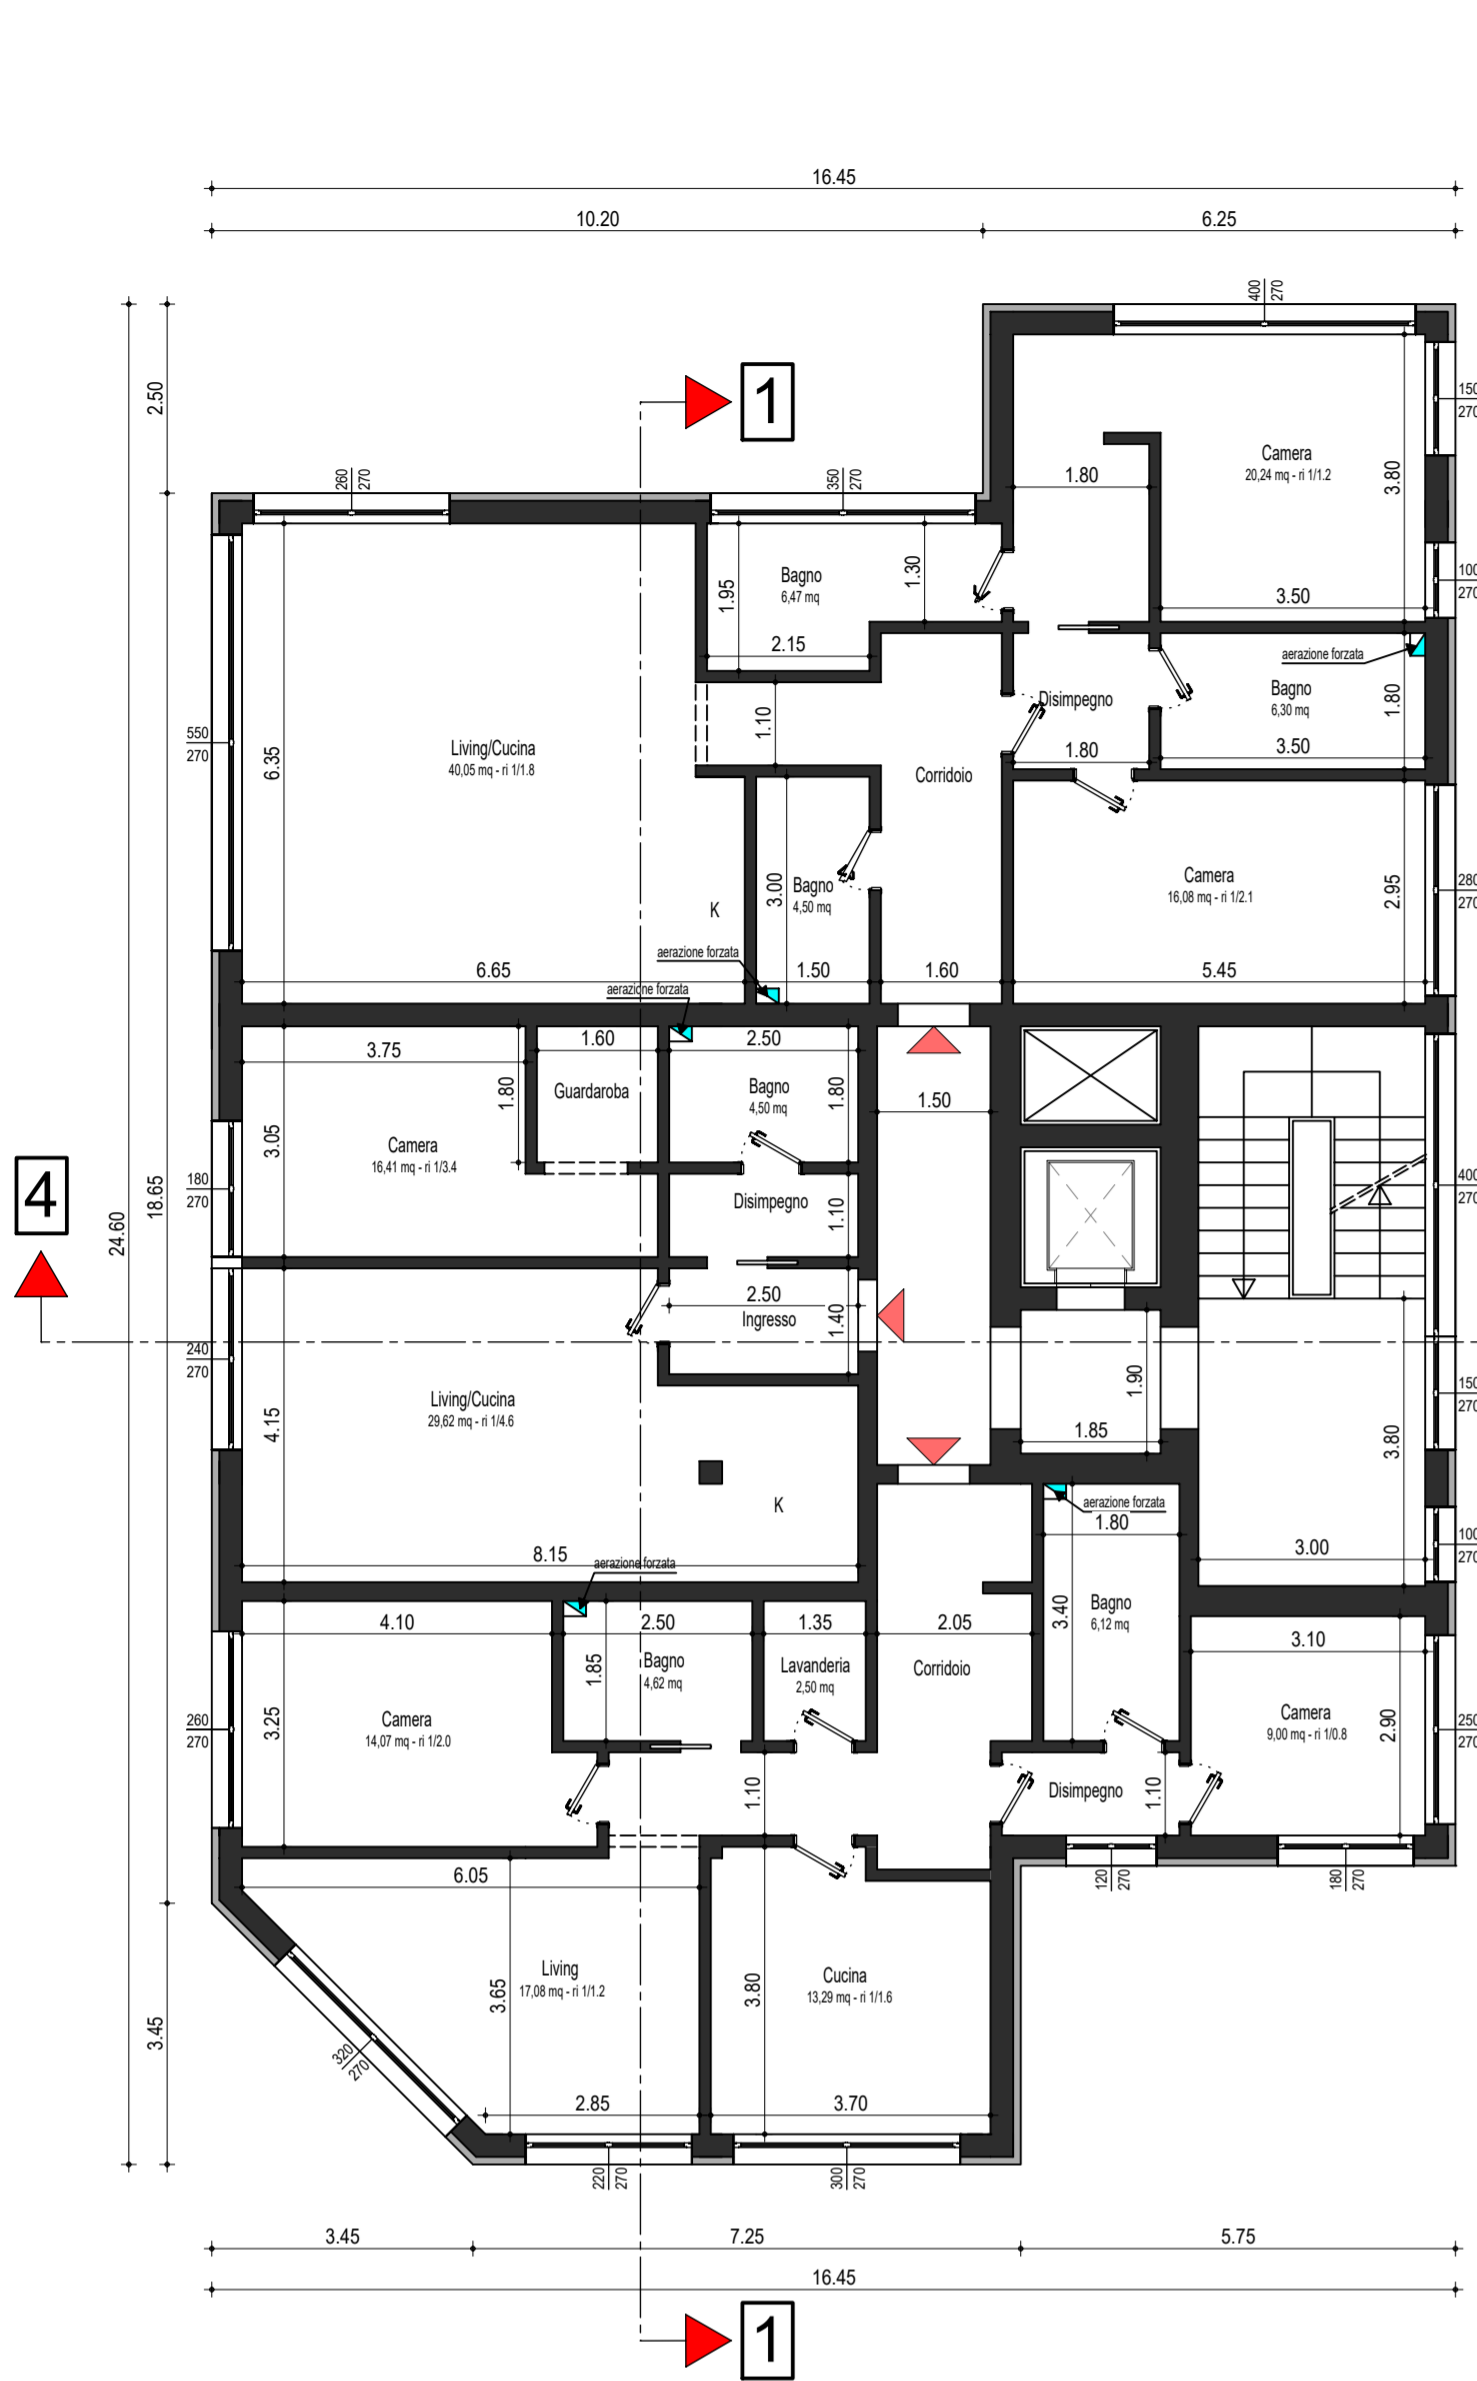 16.45
10.20
6.25
400
270
2.50
1
150
270
260
270
350
270
Camera
20,24 mq - ri 1/1.2
3.80
1.80
Bagno
6,47 mq
1.95
1.30
100
270
3.50
2.15
aerazione forzata
Bagno
6,30 mq
1.80
Disimpegno
1.10
550
270
6.35
Living/Cucina
40,05 mq - ri 1/1.8
1.80
3.50
Corridoio
3.00
Bagno
4,50 mq
Camera
16,08 mq - ri 1/2.1
2.95
280
270
K
aerazione forzata
6.65
1.50
1.60
5.45
aerazione forzata
3.75
1.60
2.50
1.80
Guardaroba
Bagno
4,50 mq
1.80
1.50
3.05
Camera
16,41 mq - ri 1/3.4
4
180
270
18.65
24.60
Disimpegno
1.10
400
270
2.50
Ingresso
1.40
240
270
1.90
150
270
Living/Cucina
29,62 mq - ri 1/4.6
4.15
1.85
3.80
K
aerazione forzata
1.80
8.15
aerazione forzata
3.00
100
270
4.10
2.50
1.35
2.05
3.40
Bagno
6,12 mq
3.10
1.85
Bagno
4,62 mq
Lavanderia
2,50 mq
Corridoio
260
270
3.25
Camera
14,07 mq - ri 1/2.0
Camera
9,00 mq - ri 1/0.8
2.90
250
270
1.10
Disimpegno
1.10
6.05
120
270
180
270
3.45
320
270
3.65
Living
17,08 mq - ri 1/1.2
3.80
Cucina
13,29 mq - ri 1/1.6
2.85
3.70
220
270
300
270
3.45
7.25
5.75
16.45
1